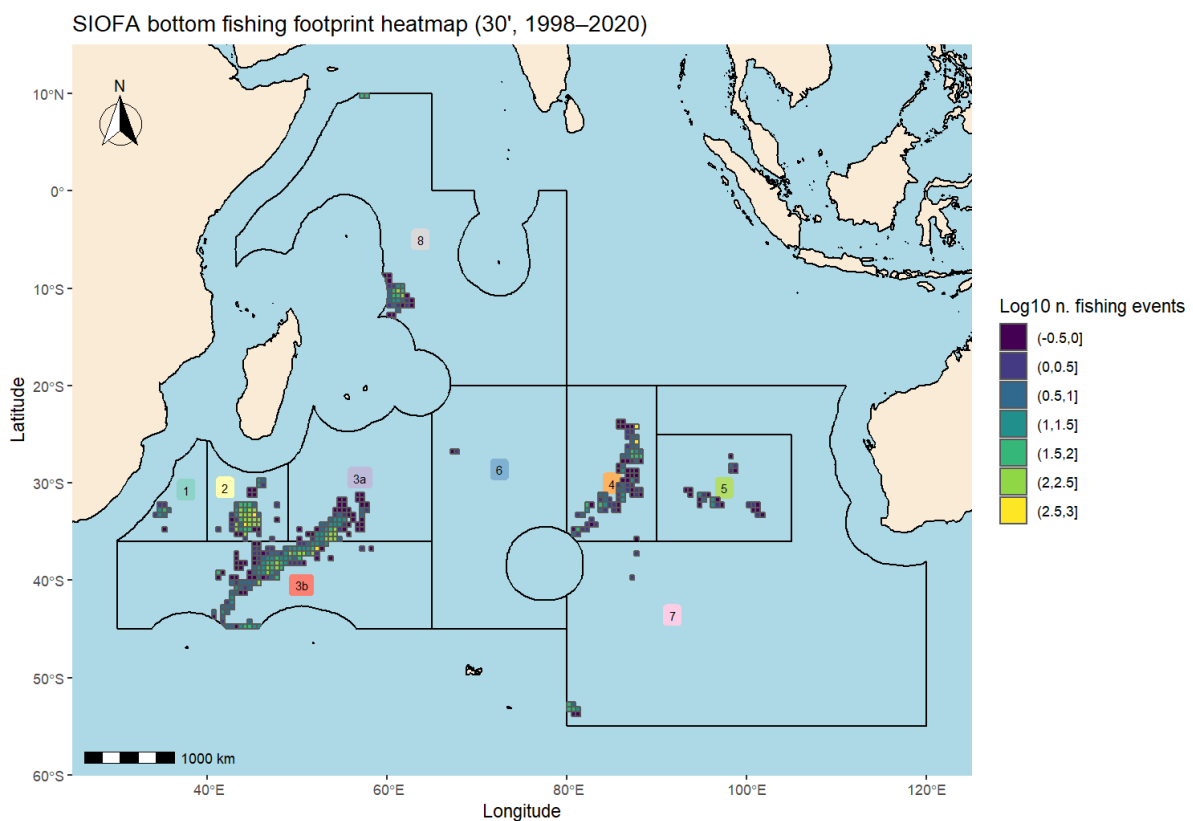 SIOFA bottom fishing footprint heatmap (30', 1998–2020)
N
10°N
0°
10°S
20°S
30°S
40°S
50°S
60°S
Latitude
8
1
2
3a
6
4
5
3b
7
1000 km
40°E
60°E
80°E
100°E
120°E
Longitude
Log10 n. fishing events
(-0.5,0]
(0,0.5]
(0.5,1]
(1,1.5]
(1.5,2]
(2,2.5]
(2.5,3]